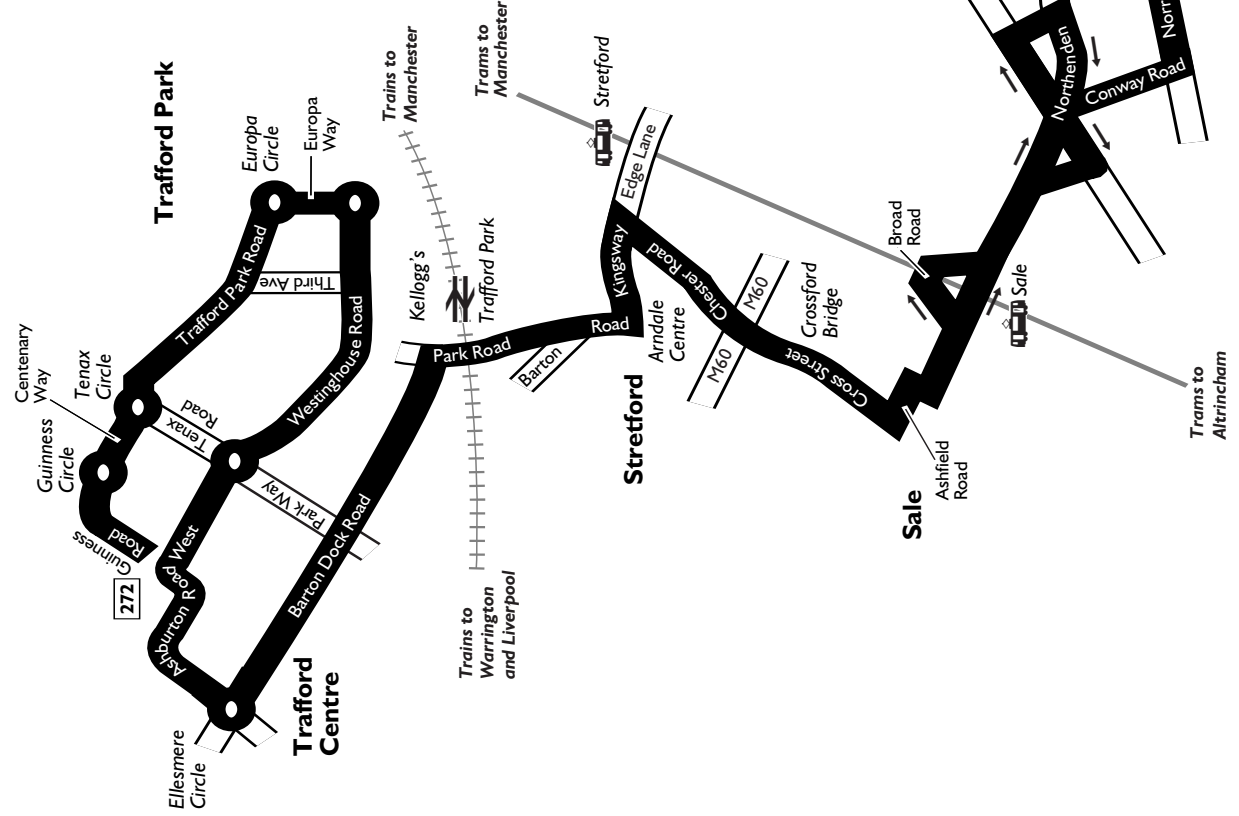 Trafford Park
Europa
Circle
Europa
Way
Trafford Park Road
Third Ave
Westinghouse Road
Centenary
Way
Tenax
Circle
Guinness
Circle
Tenax
Road
Park Way
Guinness
Road
272
Ashburton Road West
Barton Dock Road
Ellesmere
Circle
Trafford
Centre
Trains to
Manchester
Kellogg's
Trafford Park
Park Road
Trains to
Warrington
and Liverpool
Trams to
Manchester
Stretford
Edge Lane
Kingsway
Barton
Road
Arndale
Centre
Stretford
Chester Road
M60
M60
Crossford
Bridge
Cross Street
Ashfield
Road
Sale
Broad
Road
Sale
Trams to
Altrincham
Northenden
Conway Road
Norr